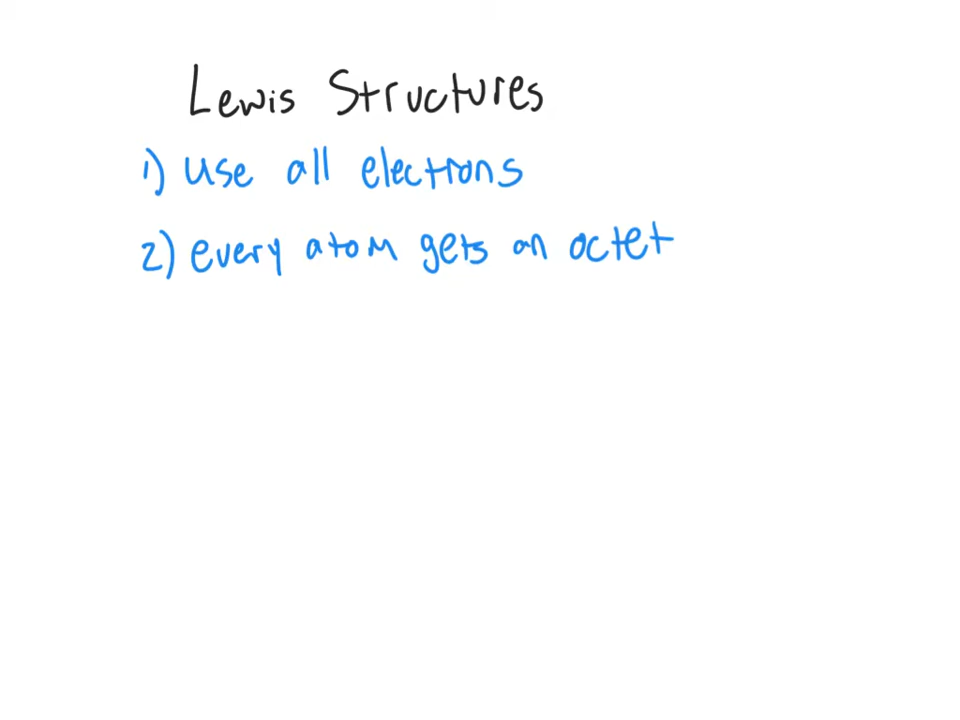 Lewis Structures
1) use all electrons
2) every atom gets an octet